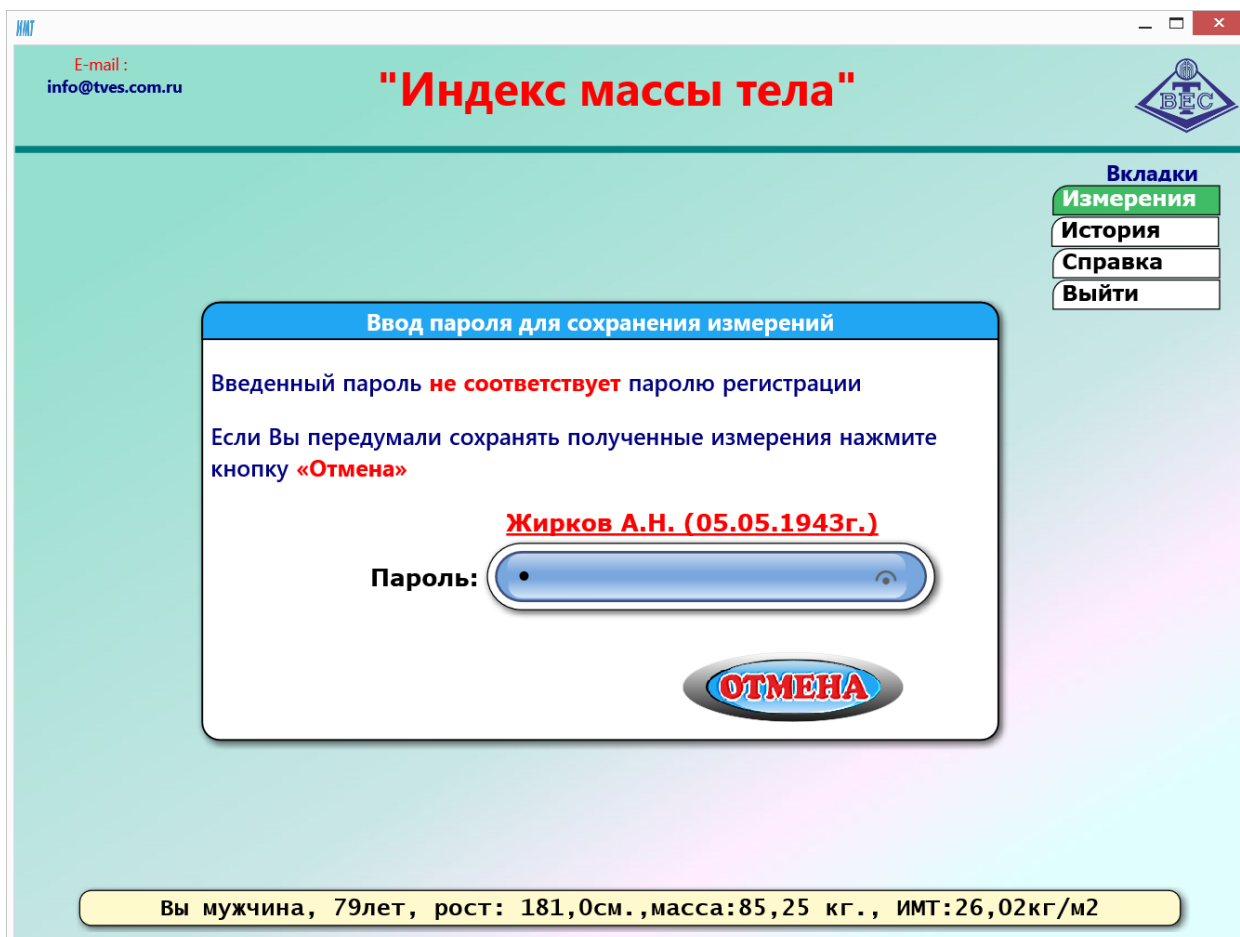 ИМТ
E-mail :
info@tves.com.ru
"Индекс массы тела"
Т
ВЕС
Вкладки
Измерения
История
Справка
Выйти
Ввод пароля для сохранения измерений
Введенный пароль не соответствует паролю регистрации
Если Вы передумали сохранять полученные измерения нажмите
кнопку «Отмена»
Жирков А.Н. (05.05.1943г.)
Пароль:
ОТМЕНА
Вы мужчина, 79лет, рост: 181,0см.,масса:85,25 кг., ИМТ:26,02кг/м2